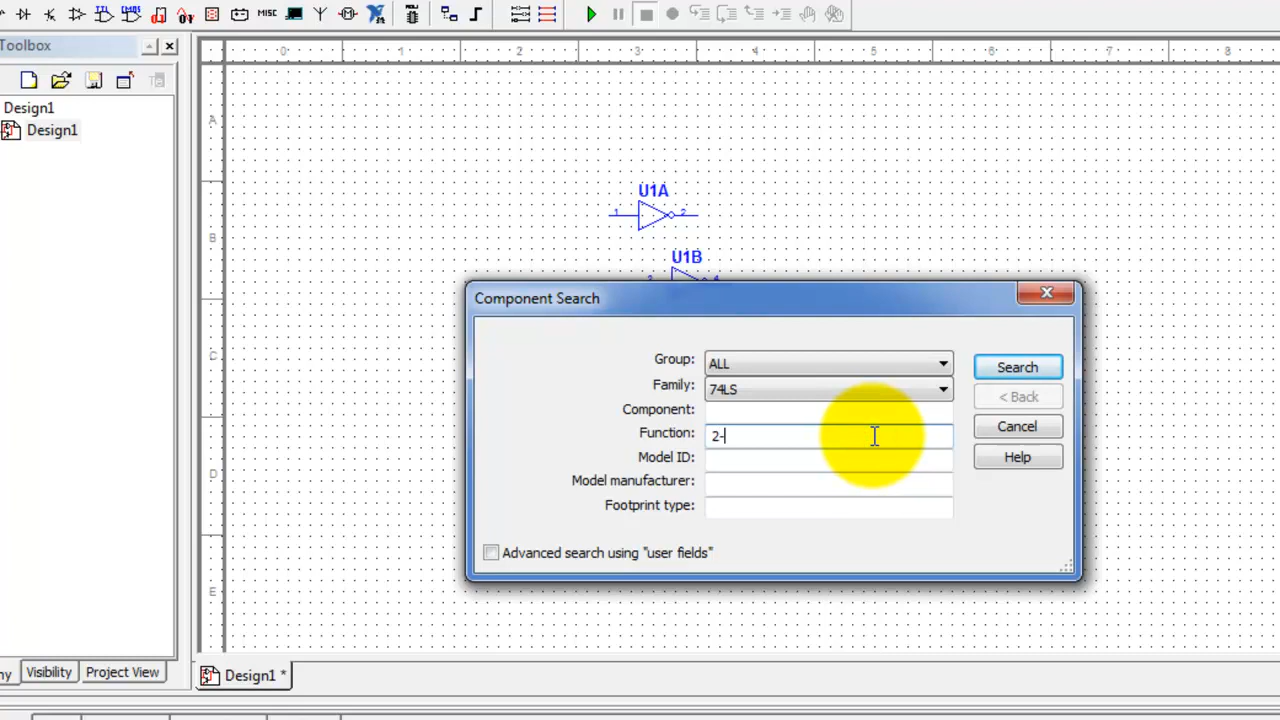 MISC
Toolbox
0 1 2 3 4 5 6 7 8
Design1
Design1
A
U1A
1 2
B
U1B
Component Search
Group: ALL
Search
Family: 74LS
< Back
C
Component:
Cancel
Function: 2-
Model ID:
Help
D
Model manufacturer:
Footprint type:
Advanced search using "user fields"
E
Visibility Project View
Design1 *